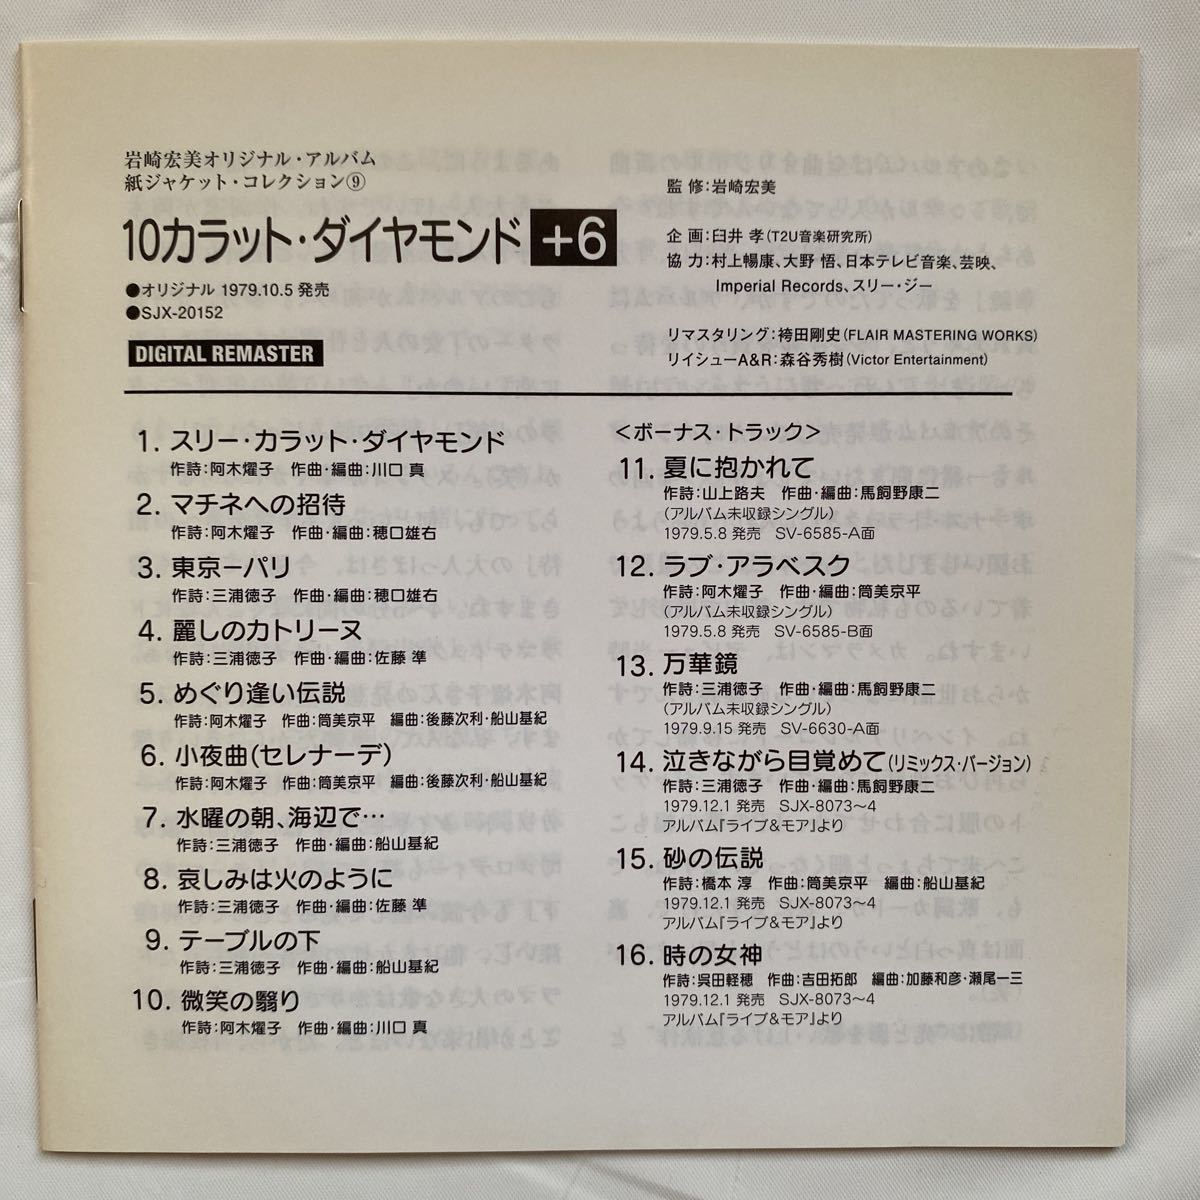 岩崎宏美オリジナル・アルバム
紙ジャケット・コレクション⑨
10カラット・ダイヤモンド +6
●オリジナル 1979.10.5 発売
●SJX-20152
DIGITAL REMASTER
監 修:岩崎宏美
企 画:臼井 孝(T2U音楽研究所)
協 力:村上暢康、大野 悟、日本テレビ音楽、芸映、
Imperial Records、スリー・ジー
リマスタリング:袴田剛史(FLAIR MASTERING WORKS)
リイシューA&R:森谷秀樹(Victor Entertainment)
1. スリー・カラット・ダイヤモンド
作詩:阿木燿子 作曲・編曲:川口 真
2. マチネへの招待
作詩:阿木燿子 作曲・編曲:穂口雄右
3. 東京ーパリ
作詩:三浦徳子 作曲・編曲:穂口雄右
4. 麗しのカトリーヌ
作詩:三浦徳子 作曲・編曲:佐藤 準
5. めぐり逢い伝説
作詩:阿木燿子 作曲:筒美京平 編曲:後藤次利・船山基紀
6. 小夜曲(セレナーデ)
作詩:阿木燿子 作曲:筒美京平 編曲:後藤次利・船山基紀
7. 水曜の朝、海辺で…
作詩:三浦徳子 作曲・編曲:船山基紀
8. 哀しみは火のように
作詩:三浦徳子 作曲・編曲:佐藤 準
9. テーブルの下
作詩:三浦徳子 作曲・編曲:船山基紀
10. 微笑の翳り
作詩:阿木燿子 作曲・編曲:川口 真
<ボーナス・トラック>
11. 夏に抱かれて
作詩:山上路夫 作曲・編曲:馬飼野康二
(アルバム未収録シングル)
1979.5.8 発売 SV-6585-A面
12. ラブ・アラベスク
作詩:阿木燿子 作曲・編曲:筒美京平
(アルバム未収録シングル)
1979.5.8 発売 SV-6585-B面
13. 万華鏡
作詩:三浦徳子 作曲・編曲:馬飼野康二
(アルバム未収録シングル)
1979.9.15 発売 SV-6630-A面
14. 泣きながら目覚めて(リミックス・バージョン)
作詩:三浦徳子 作曲・編曲:馬飼野康二
1979.12.1 発売 SJX-8073〜4
アルバム『ライブ&モア』より
15. 砂の伝説
作詩:橋本 淳 作曲:筒美京平 編曲:船山基紀
1979.12.1 発売 SJX-8073〜4
アルバム『ライブ&モア』より
16. 時の女神
作詩:呉田軽穂 作曲:吉田拓郎 編曲:加藤和彦・瀬尾一三
1979.12.1 発売 SJX-8073〜4
アルバム『ライブ&モア』より